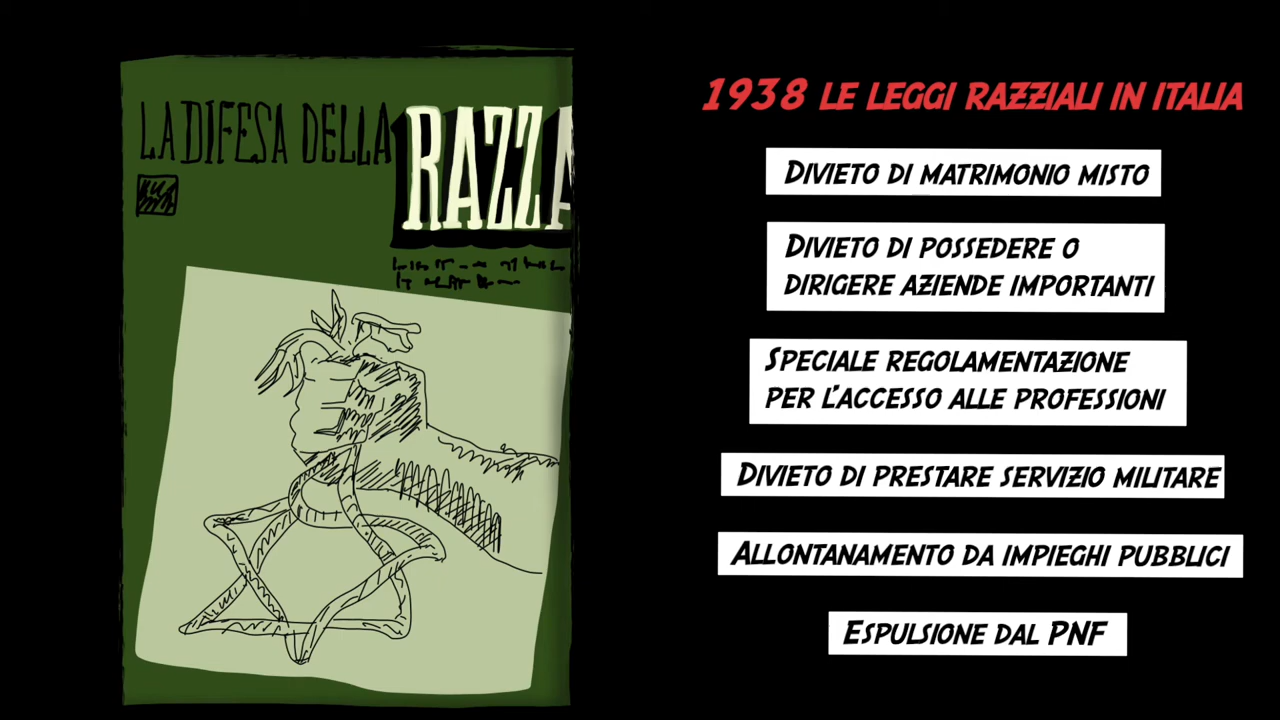 LA DIFESA DELLA RAZZA
1938 LE LEGGI RAZZIALI IN ITALIA
DIVIETO DI MATRIMONIO MISTO
DIVIETO DI POSSEDERE O
DIRIGERE AZIENDE IMPORTANTI
SPECIALE REGOLAMENTAZIONE
PER L'ACCESSO ALLE PROFESSIONI
DIVIETO DI PRESTARE SERVIZIO MILITARE
ALLONTANAMENTO DA IMPIEGHI PUBBLICI
ESPULSIONE DAL PNF